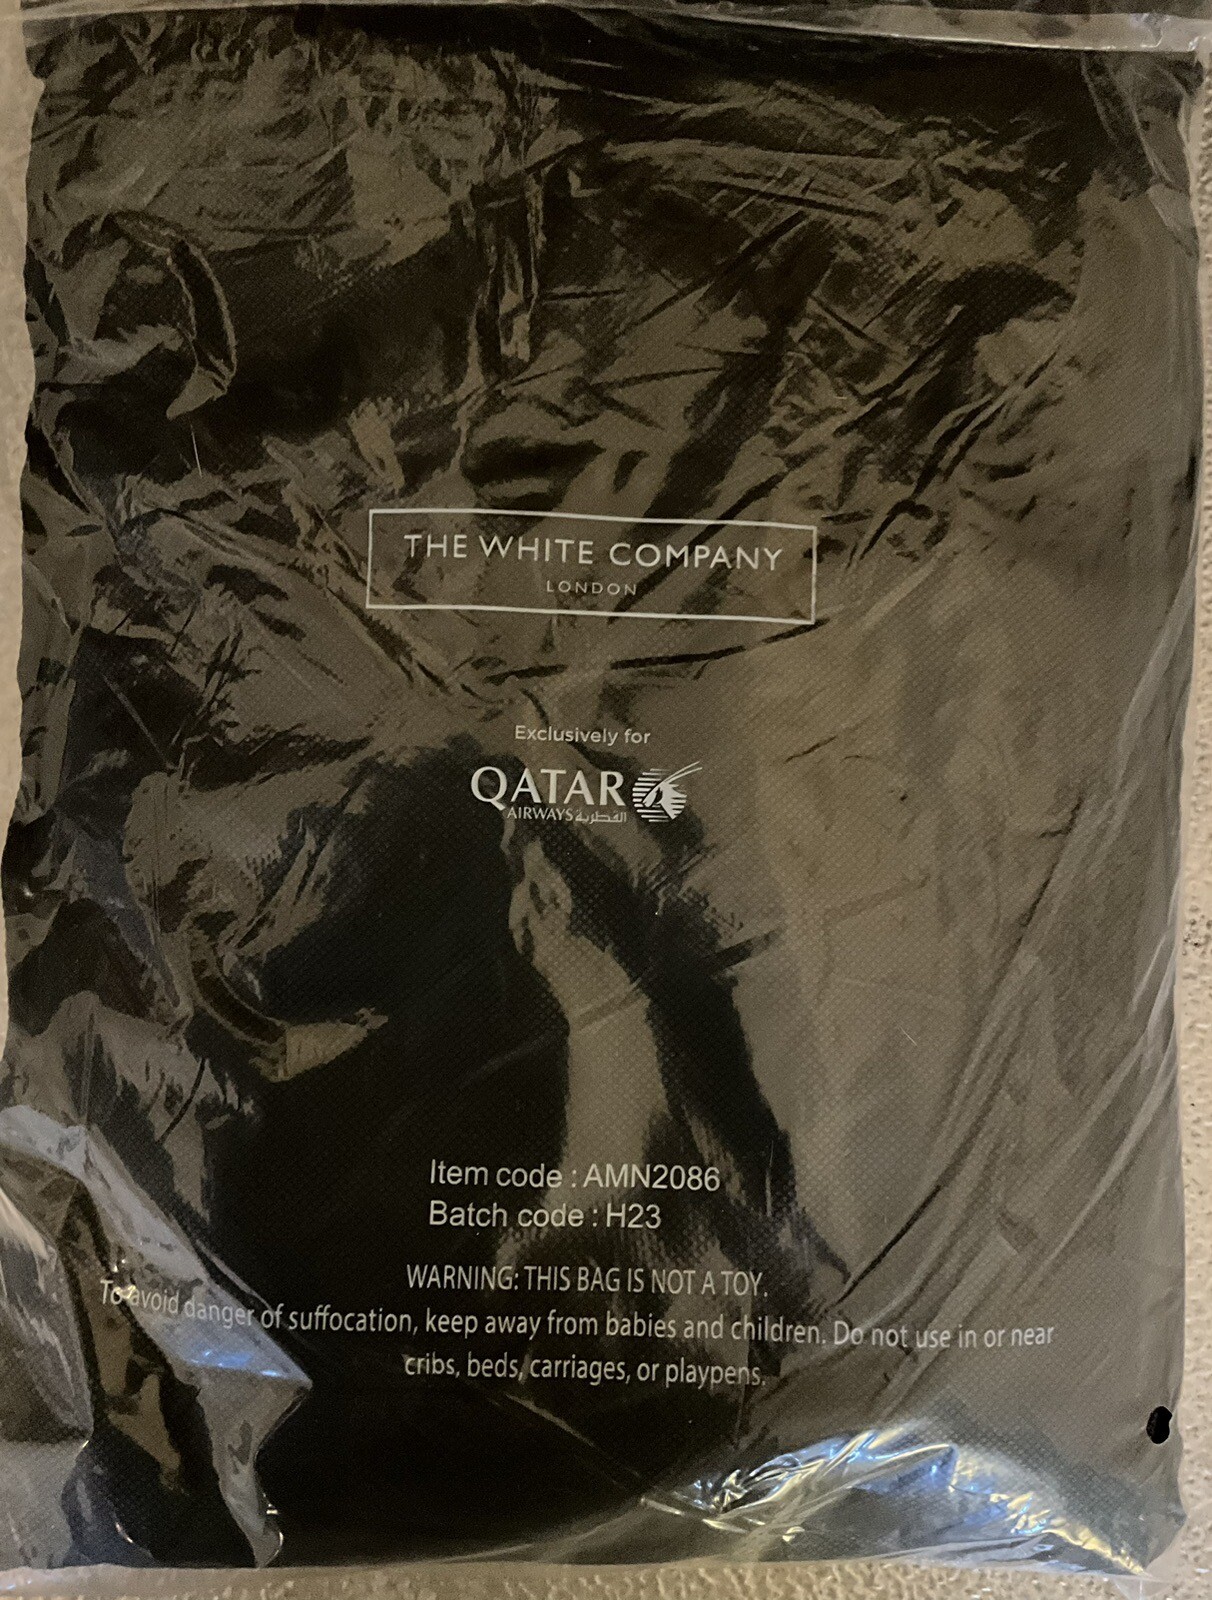 THE WHITE COMPANY
LONDON
Exclusively for
QATAR
AIRWAYS القطرية
Item code : AMN2086
Batch code : H23
WARNING: THIS BAG IS NOT A TOY.
To avoid danger of suffocation, keep away from babies and children. Do not use in or near
cribs, beds, carriages, or playpens.